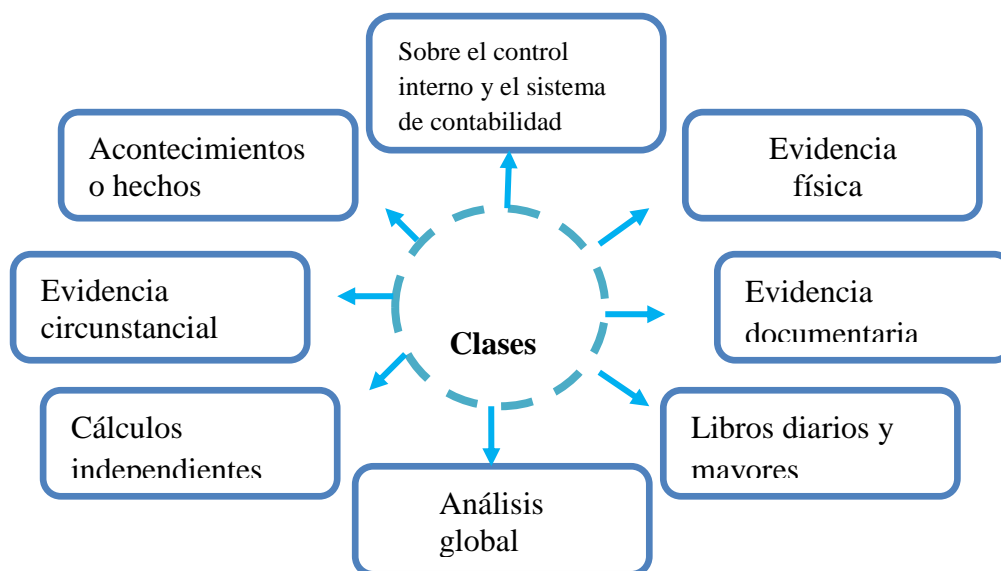 Sobre el control
interno y el sistema
de contabilidad
Acontecimientos
o hechos
Evidencia
física
Evidencia
circunstancial
Evidencia
documentaria
Clases
Cálculos
independientes
Libros diarios y
mayores
Análisis
global